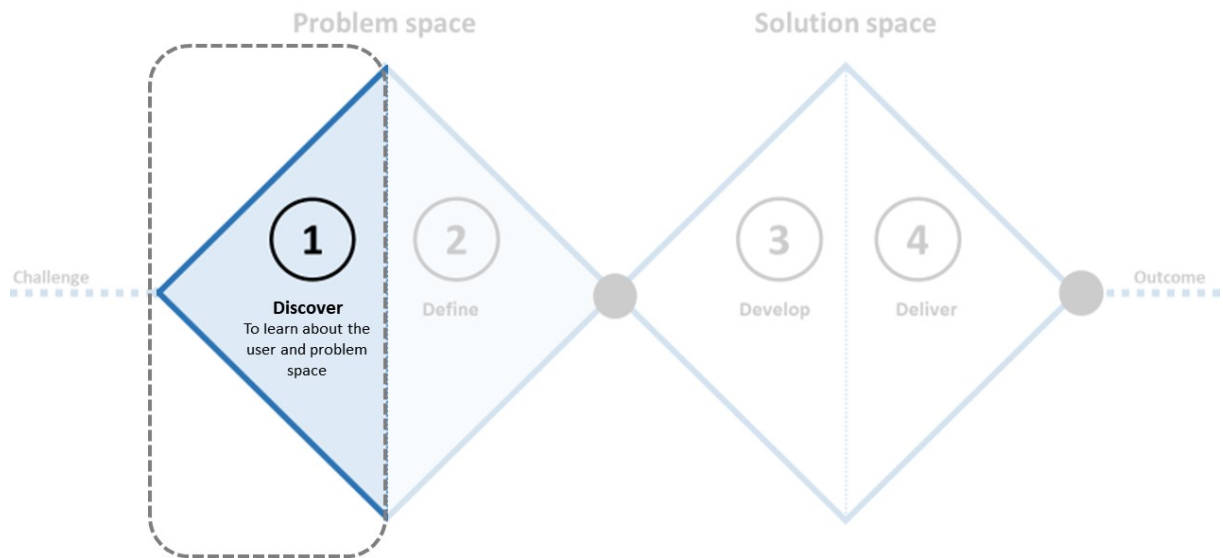 Problem space
Solution space
Challenge
1
Discover
To learn about the
user and problem
space
2
Define
3
Develop
4
Deliver
Outcome